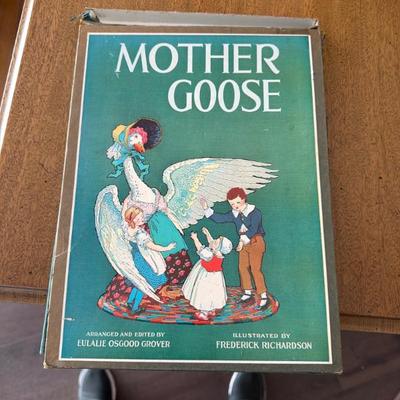 MOTHER
GOOSE
ARRANGED AND EDITED BY
EULALIE OSGOOD GROVER
ILLUSTRATED BY
FREDERICK RICHARDSON